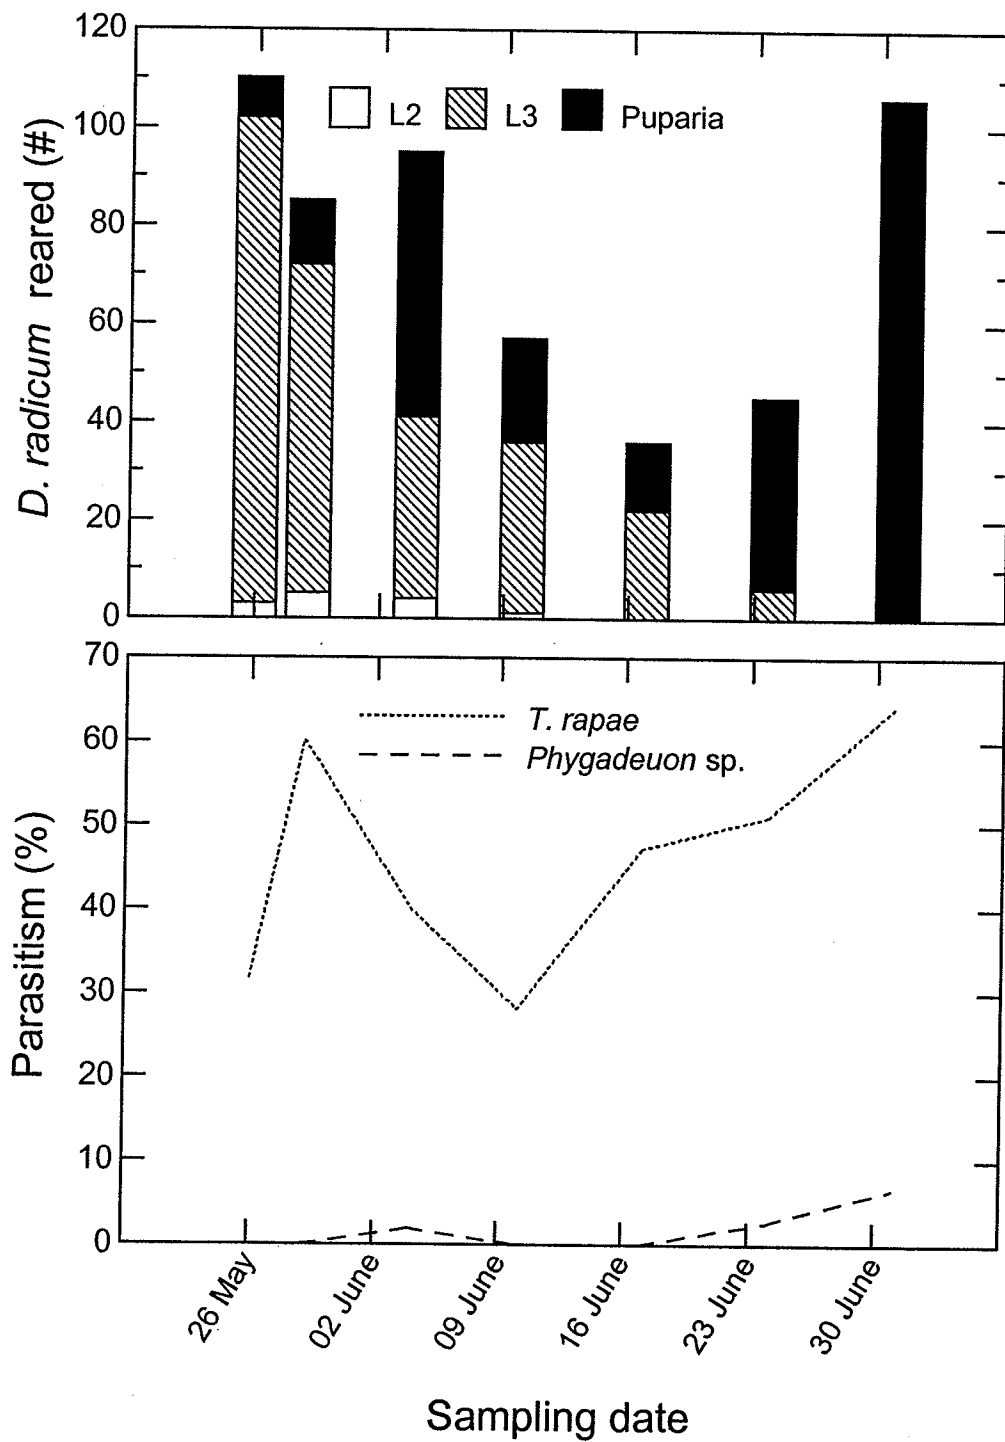 120
100
80
60
40
20
0
D. radicum reared (#)
L2 L3 Puparia
70
60
50
40
30
20
10
0
Parasitism (%)
T. rapae
Phygadeuon sp.
26 May 02 June 09 June 16 June 23 June 30 June
Sampling date